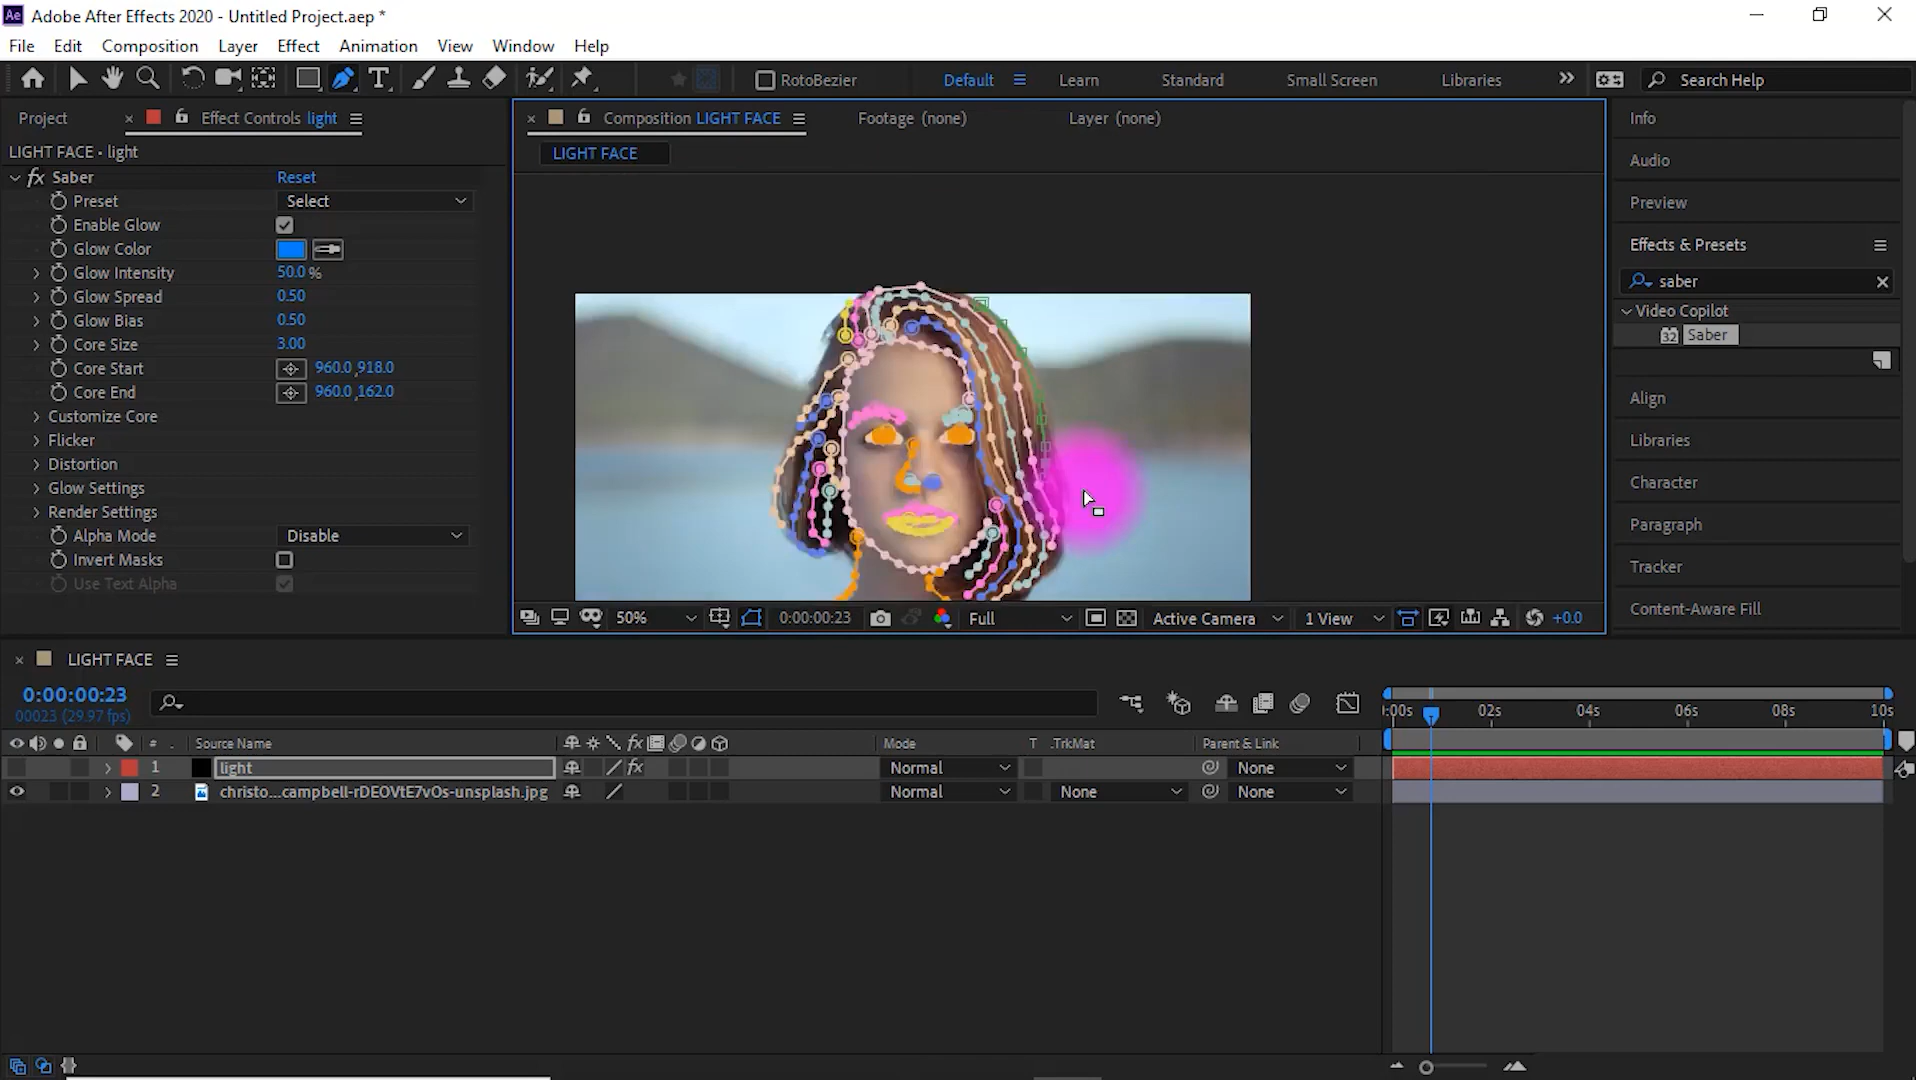 Ae Adobe After Effects 2020 - Untitled Project.aep *
File Edit Composition Layer Effect Animation View Window Help
RotoBezier Default Learn Standard Small Screen Libraries Search Help
Project Effect Controls light
LIGHT FACE • light
fx Saber Reset
Preset Select
Enable Glow
Glow Color
Glow Intensity 50.0 %
Glow Spread 0.50
Glow Bias 0.50
Core Size 3.00
Core Start 960.0,918.0
Core End 960.0,162.0
Customize Core
Flicker
Distortion
Glow Settings
Render Settings
Alpha Mode Disable
Invert Masks
Use Text Alpha
Composition LIGHT FACE Footage (none) Layer (none)
LIGHT FACE
50% 0:00:00:23 Full Active Camera 1 View +0.0
Info
Audio
Preview
Effects & Presets
saber
Video Copilot
32 Saber
Align
Libraries
Character
Paragraph
Tracker
Content-Aware Fill
LIGHT FACE
0:00:00:23
00023 (29.97 fps)
:00s 02s 04s 06s 08s 10s
# . Source Name fx Mode T .TrkMat Parent & Link
1 light fx Normal None
2 christo...campbell-rDEOVtE7vOs-unsplash.jpg Normal None None